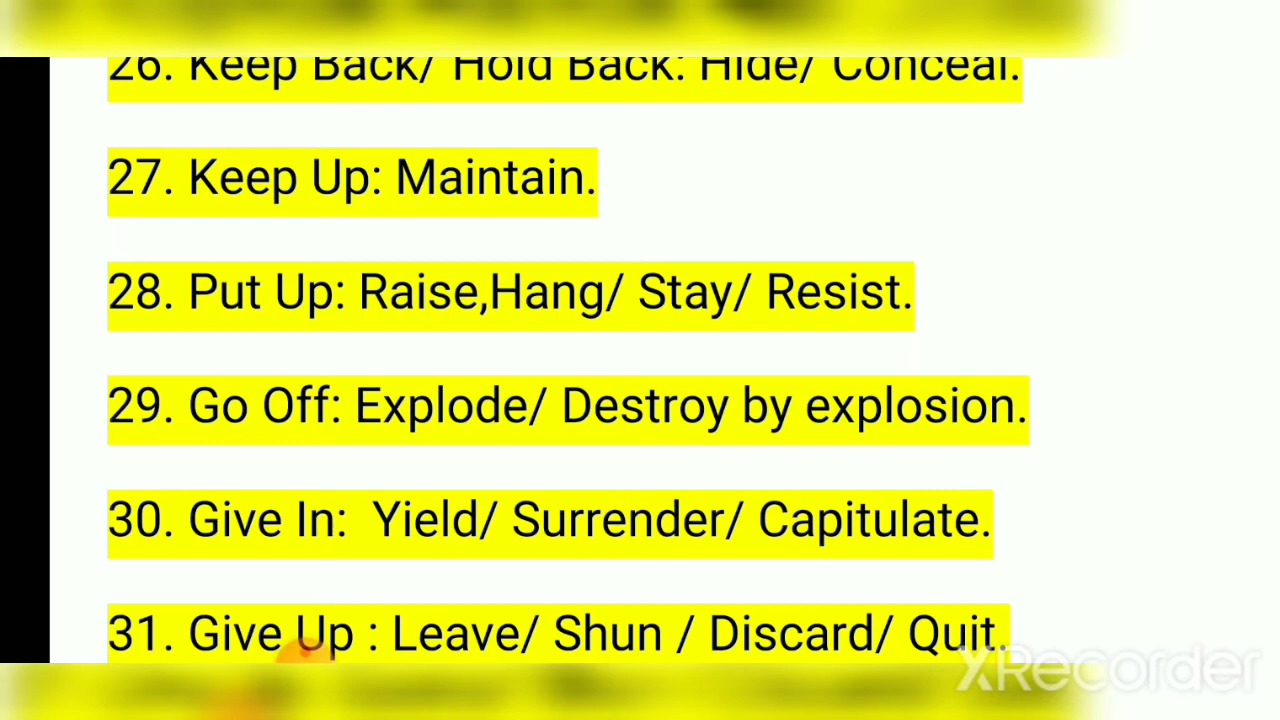 26. Keep Back/ Hold Back: Hide/ Conceal.
27. Keep Up: Maintain.
28. Put Up: Raise,Hang/ Stay/ Resist.
29. Go Off: Explode/ Destroy by explosion.
30. Give In:  Yield/ Surrender/ Capitulate.
31. Give Up : Leave/ Shun / Discard/ Quit.
XRecorder